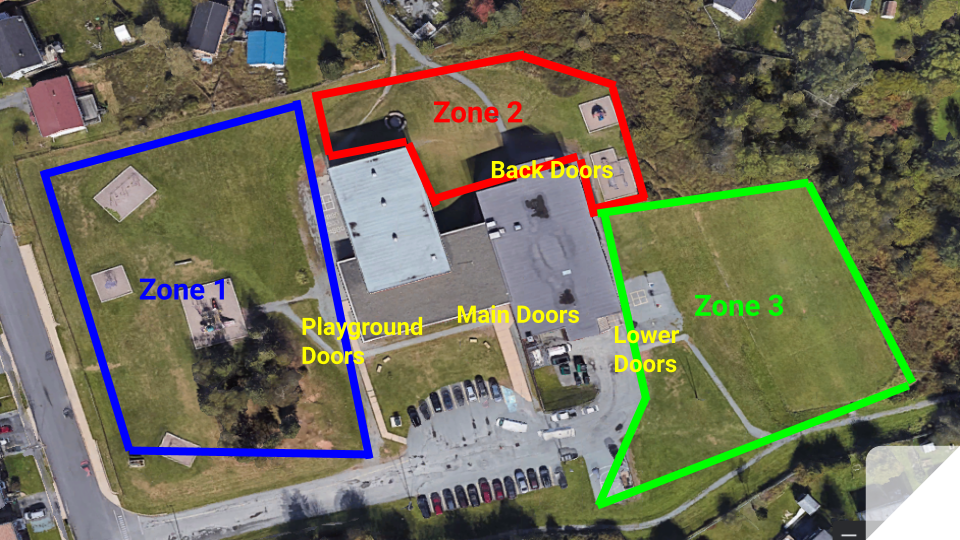 Zone 2
Back Doors
Zone 1
Zone 3
Main Doors
Playground
Doors
Lower
Doors